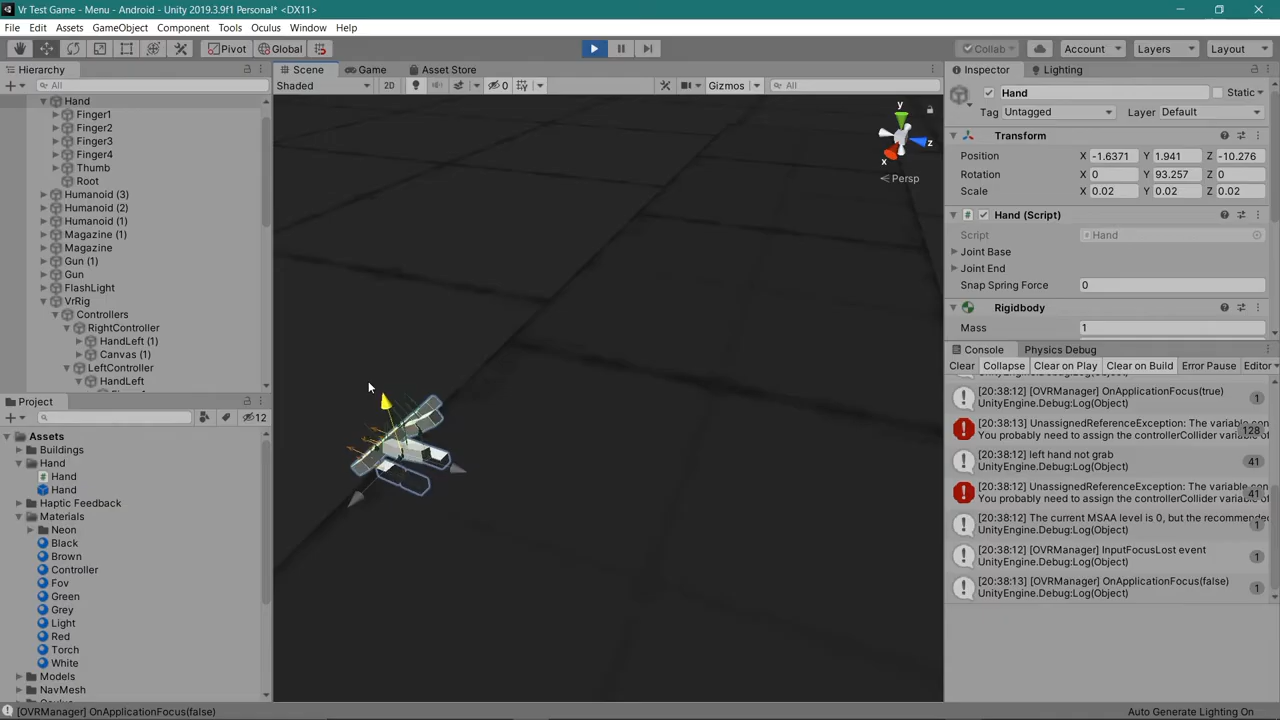 Vr Test Game - Menu - Android - Unity 2019.3.9f1 Personal* <DX11>
File Edit Assets GameObject Component Tools Oculus Window Help
Pivot Global Collab Account Layers Layout
Hierarchy
All
Hand
Finger1
Finger2
Finger3
Finger4
Thumb
Root
Humanoid (3)
Humanoid (2)
Humanoid (1)
Magazine (1)
Magazine
Gun (1)
Gun
FlashLight
VrRig
Controllers
RightController
HandLeft (1)
Canvas (1)
LeftController
HandLeft
Project
12
Assets
Buildings
Hand
Hand
Hand
Haptic Feedback
Materials
Neon
Black
Brown
Controller
Fov
Green
Grey
Light
Red
Torch
White
Models
NavMesh
Scene Game Asset Store
Shaded 2D 0 Gizmos All
y
z
x
Persp
Inspector Lighting
Hand Static
Tag Untagged Layer Default
Transform
Position X -1.6371 Y 1.941 Z -10.276
Rotation X 0 Y 93.257 Z 0
Scale X 0.02 Y 0.02 Z 0.02
Hand (Script)
Script Hand
Joint Base
Joint End
Snap Spring Force 0
Rigidbody
Mass 1
Console Physics Debug
Clear Collapse Clear on Play Clear on Build Error Pause Editor
[20:38:12] [OVRManager] OnApplicationFocus(true) 1
UnityEngine.Debug:Log(Object)
[20:38:13] UnassignedReferenceException: The variable con 128
You probably need to assign the controllerCollider variable of
[20:38:12] left hand not grab 41
UnityEngine.Debug:Log(Object)
[20:38:12] UnassignedReferenceException: The variable con 41
You probably need to assign the controllerCollider variable of
[20:38:12] The current MSAA level is 0, but the recommende 1
UnityEngine.Debug:Log(Object)
[20:38:12] [OVRManager] InputFocusLost event 1
UnityEngine.Debug:Log(Object)
[20:38:13] [OVRManager] OnApplicationFocus(false) 1
UnityEngine.Debug:Log(Object)
[OVRManager] OnApplicationFocus(false) Auto Generate Lighting On